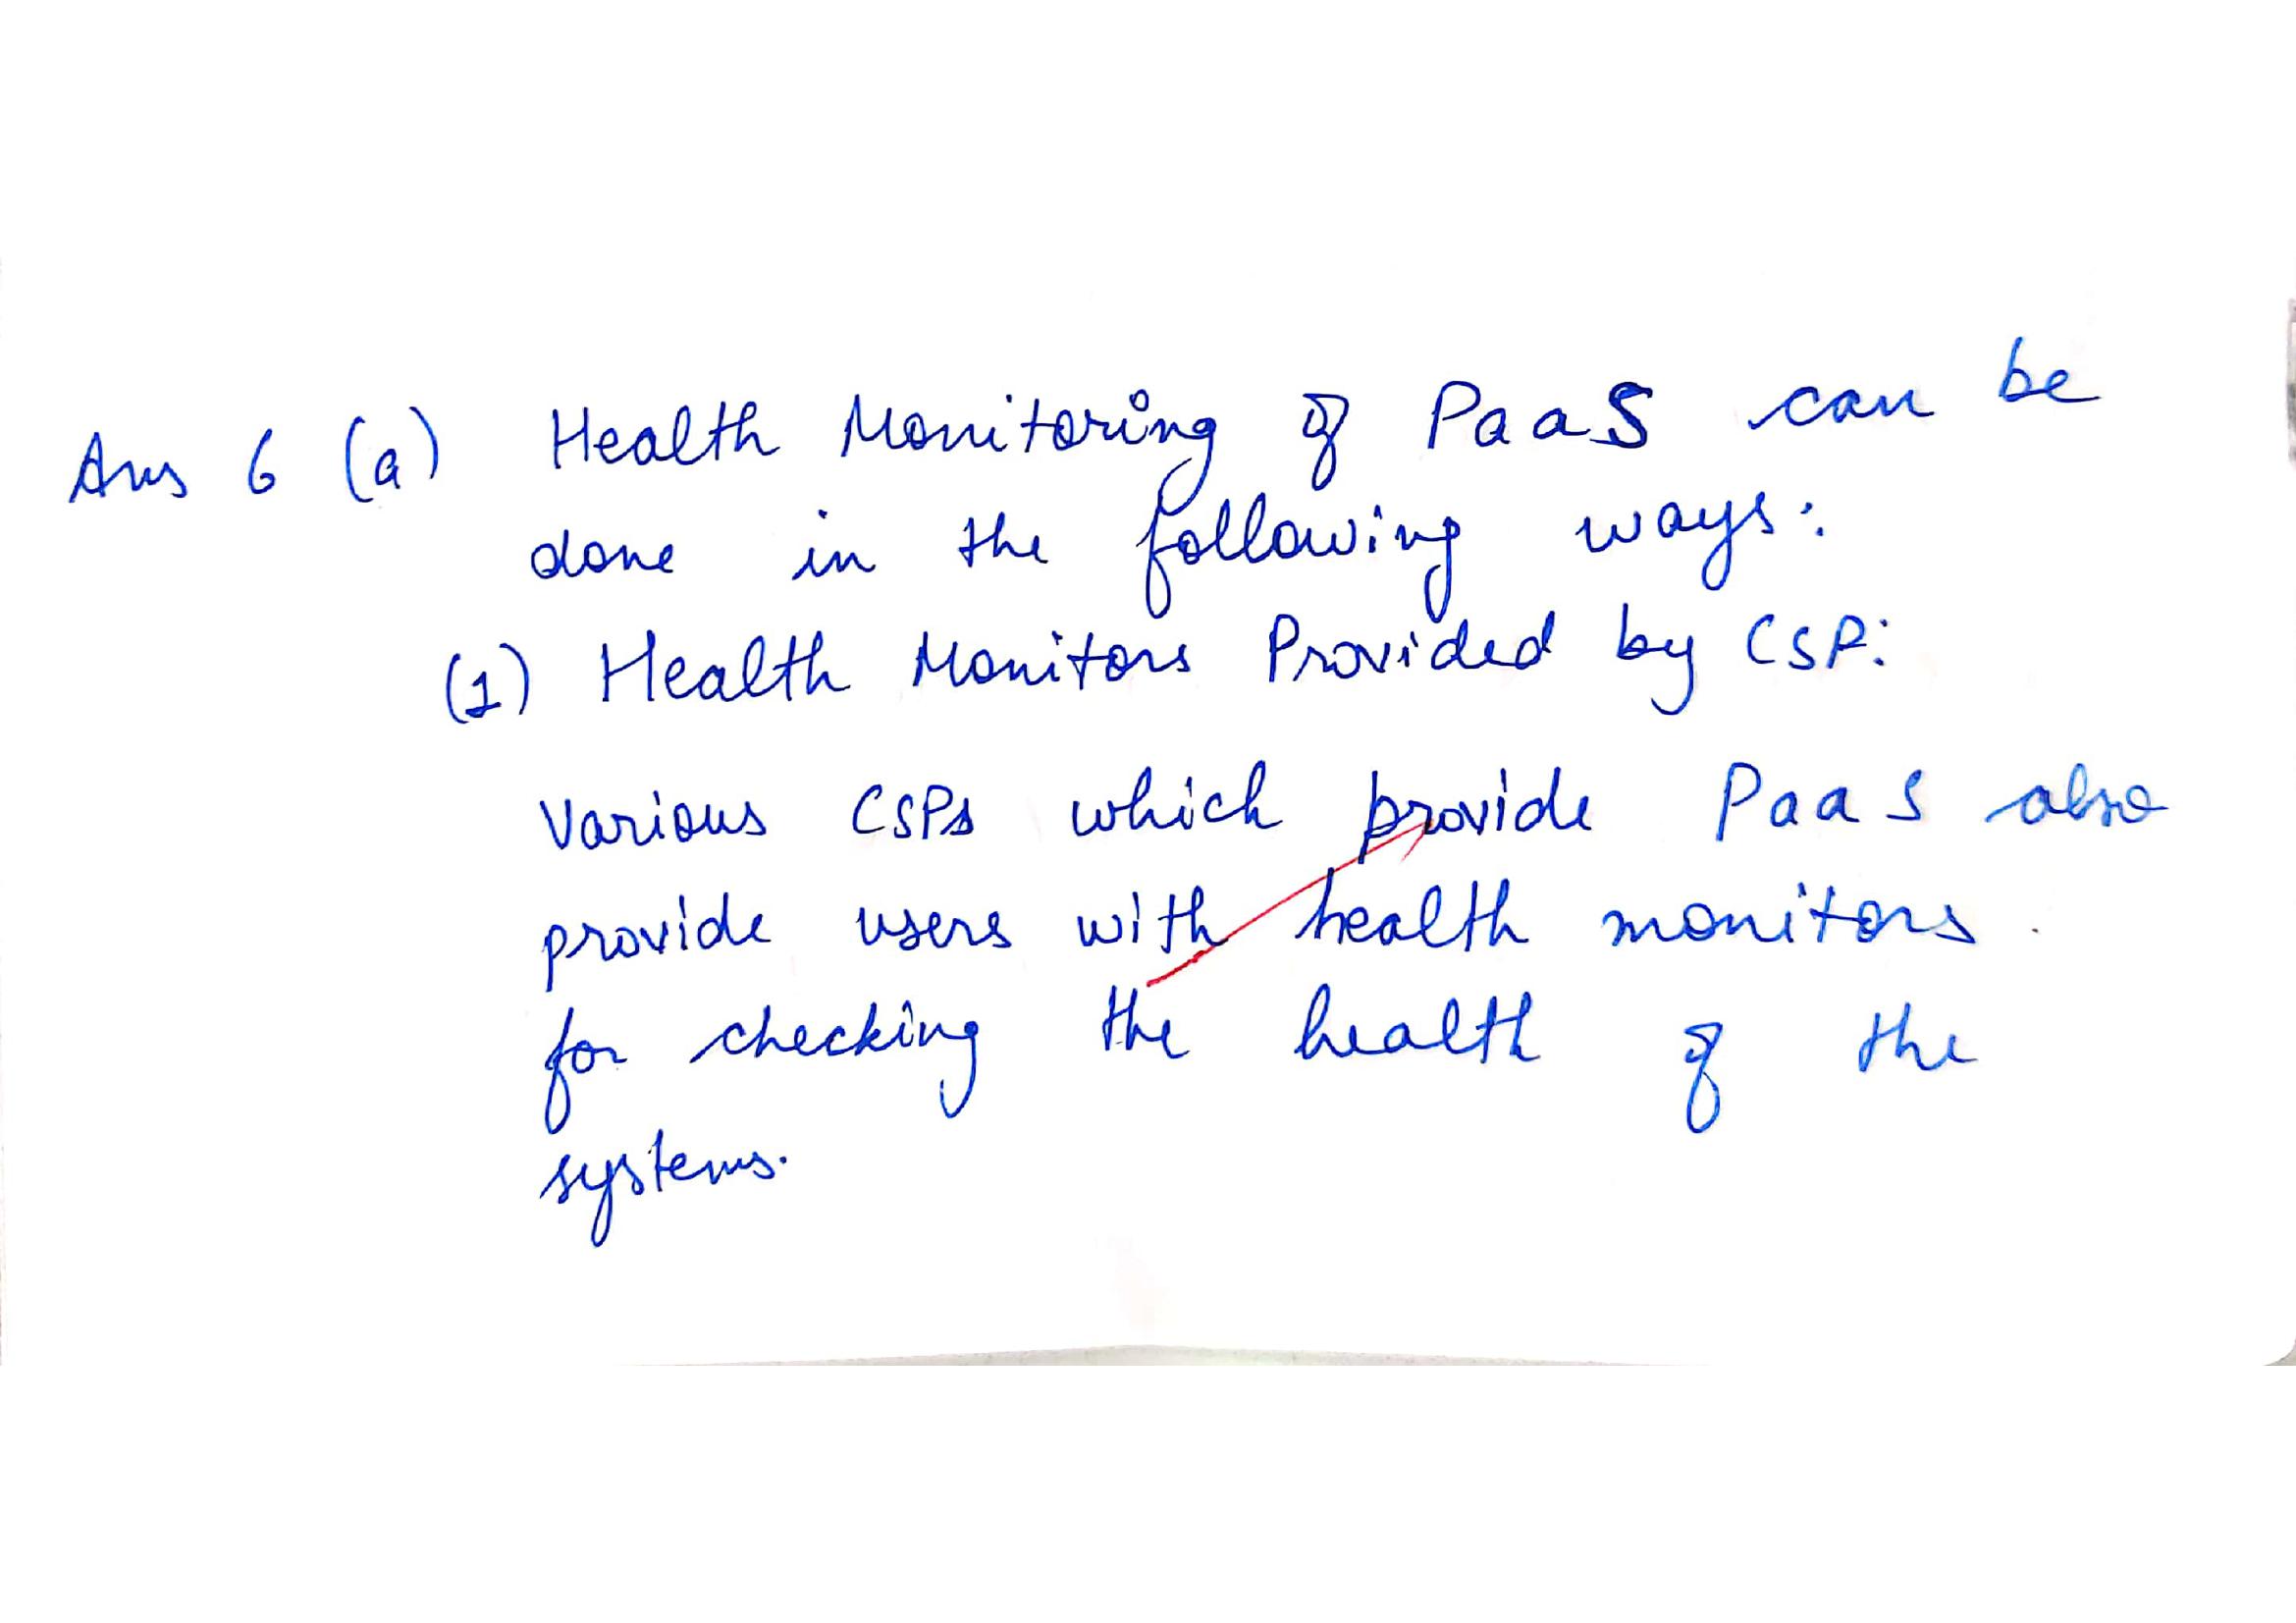 Ans 6 (a) Health Monitoring of PaaS can be
done in the following ways:
(1) Health Monitors Provided by CSP:
Various CSPs which provide PaaS also
provide users with health monitors.
for checking the health of the
systems.